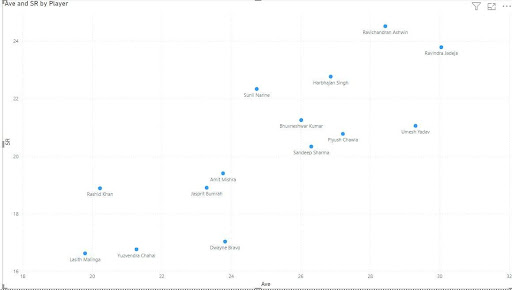 Ave and SR by Player
24
22
20
18
16
SR
Ravichandran Ashwin
Ravindra Jadeja
Harbhajan Singh
Sunil Narine
Bhuvneshwar Kumar
Umesh Yadav
Piyush Chawla
Sandeep Sharma
Amit Mishra
Jasprit Bumrah
Rashid Khan
Dwayne Bravo
Yuzvendra Chahal
Lasith Malinga
18 20 22 24 26 28 30 32
Ave